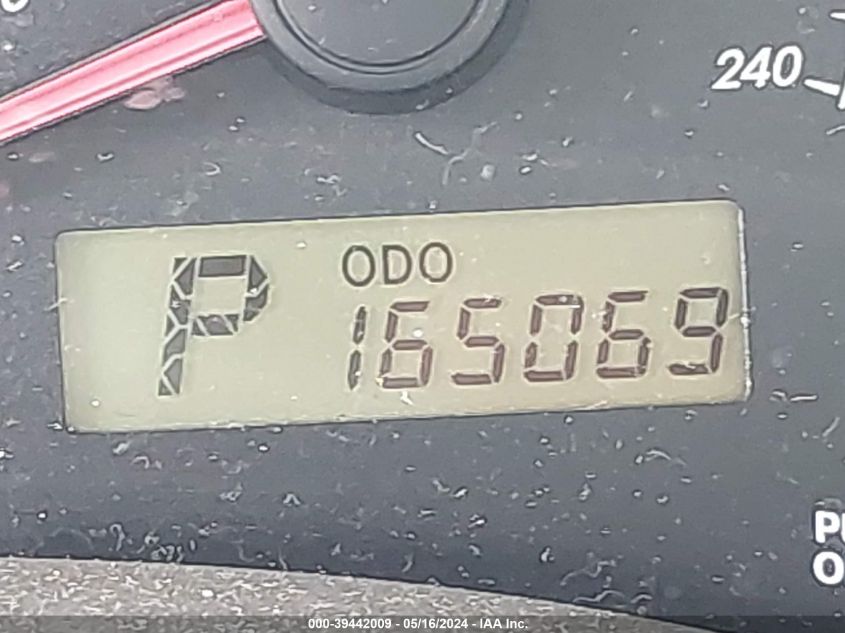 240
P ODO
165069
000-39442009 - 05/16/2024 - IAA Inc.